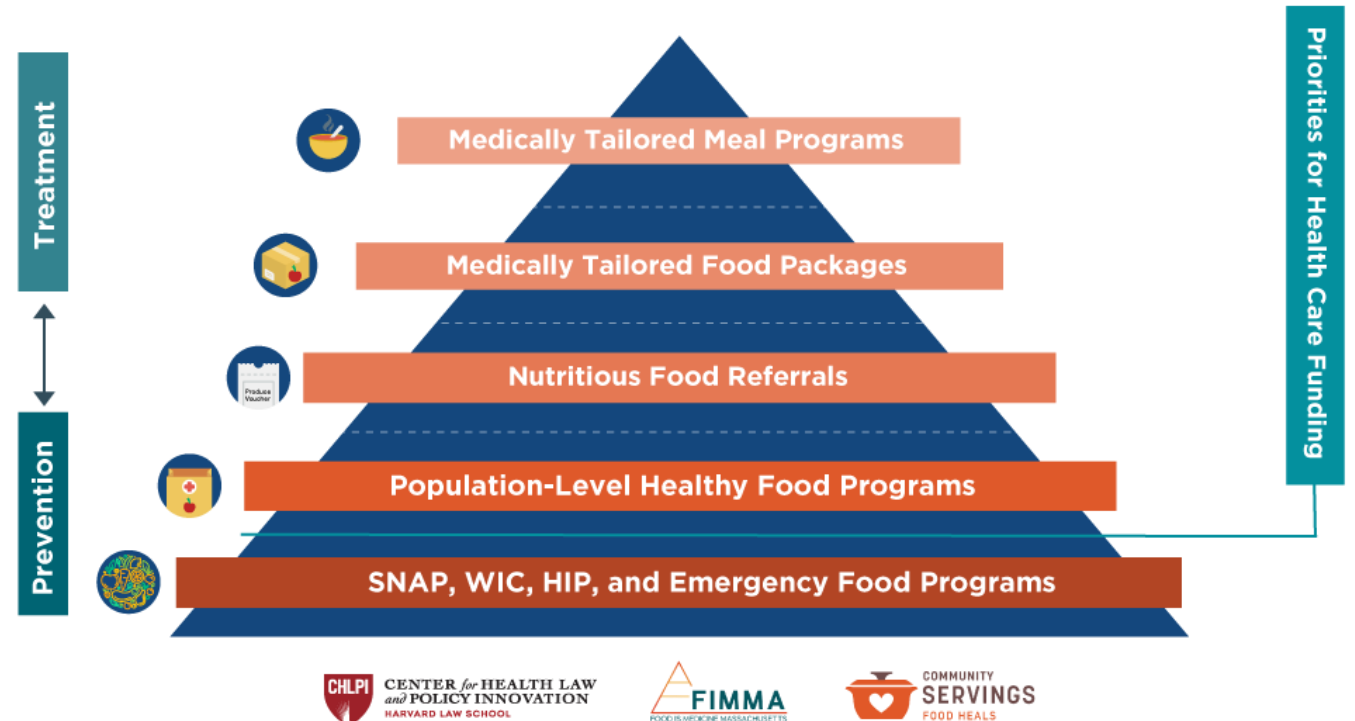 Treatment
Prevention
Priorities for Health Care Funding
Medically Tailored Meal Programs
Medically Tailored Food Packages
Produce
Voucher
Nutritious Food Referrals
Population-Level Healthy Food Programs
SNAP, WIC, HIP, and Emergency Food Programs
CHLPI
CENTER for HEALTH LAW
and POLICY INNOVATION
HARVARD LAW SCHOOL
FIMMA
FOOD IS MEDICINE MASSACHUSETTS
COMMUNITY
SERVINGS
FOOD HEALS